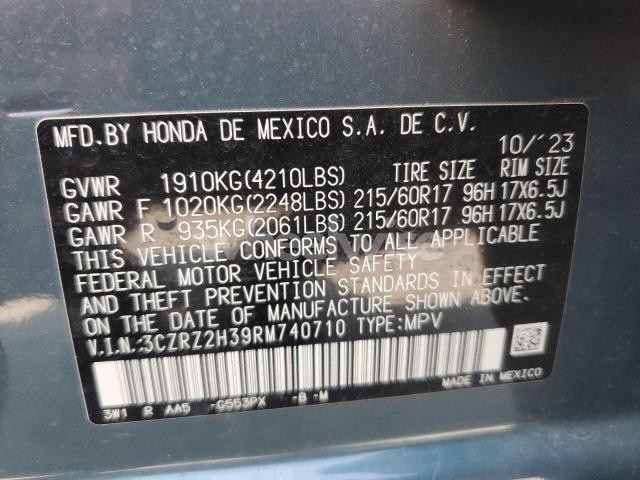 MFD.BY HONDA DE MEXICO S.A. DE C.V.
10/'23
GVWR 1910KG(4210LBS) TIRE SIZE RIM SIZE
GAWR F 1020KG(2248LBS) 215/60R17 96H 17X6.5J
GAWR R 935KG(2061LBS) 215/60R17 96H 17X6.5J
THIS VEHICLE CONFORMS TO ALL APPLICABLE
FEDERAL MOTOR VEHICLE SAFETY
AND THEFT PREVENTION STANDARDS IN EFFECT
ON THE DATE OF MANUFACTURE SHOWN ABOVE.
V.I.N.:3CZRZ2H39RM740710 TYPE:MPV
MADE IN MEXICO
3W1 R AA5 -G553PX -B -M